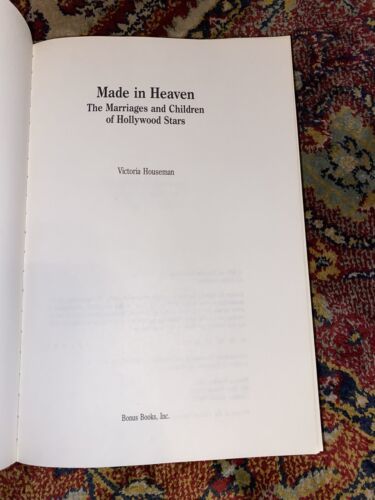 Made in Heaven
The Marriages and Children
of Hollywood Stars
Victoria Houseman
Bonus Books, Inc.